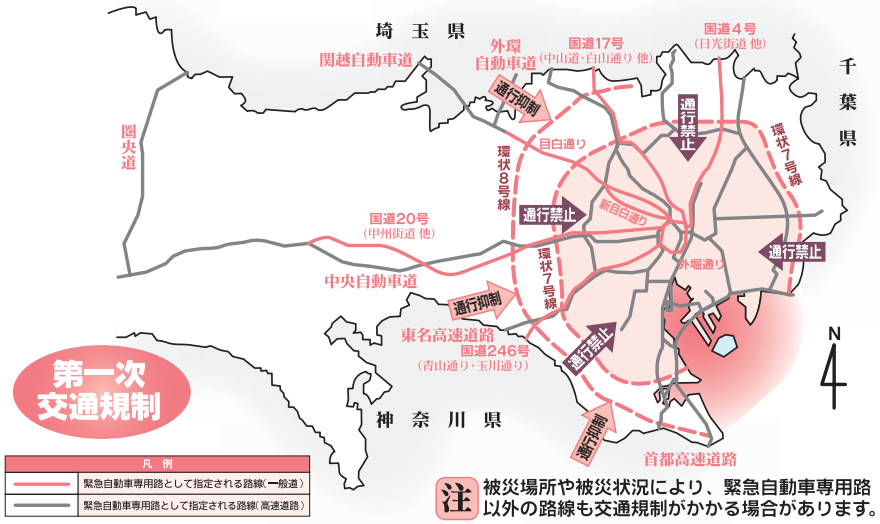 埼玉県
国道4号
(日光街道 他)
外環
自動車道
国道17号
(中山道・白山通り 他)
関越自動車道
千葉県
通行抑制
通行禁止
圏央道
環状7号線
目白通り
環状8号線
新目白通り
通行禁止
国道20号
(甲州街道 他)
外堀通り
通行禁止
環状7号線
中央自動車道
通行抑制
東名高速道路
国道246号
(青山通り・玉川通り)
通行禁止
N
第一次
交通規制
神奈川県
通行抑制
首都高速道路
凡例
緊急自動車専用路として指定される路線(一般道)
緊急自動車専用路として指定される路線(高速道路)
注
被災場所や被災状況により、緊急自動車専用路
以外の路線も交通規制がかかる場合があります。